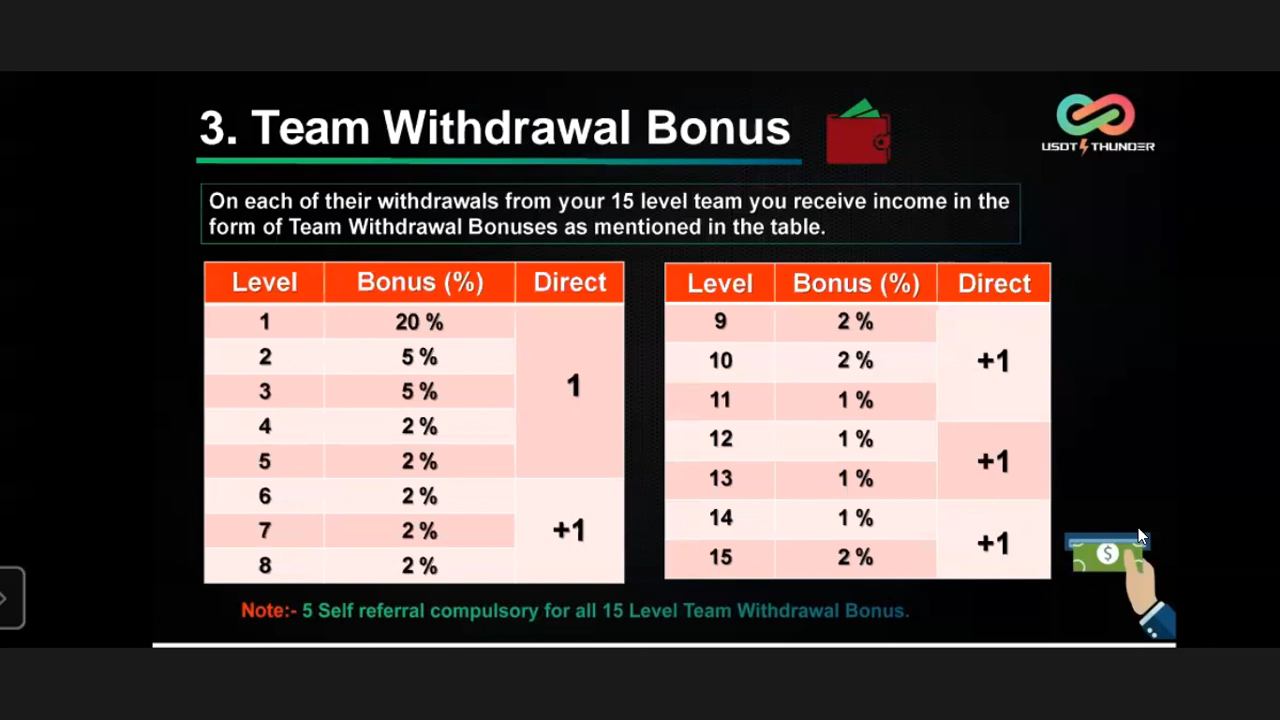 3. Team Withdrawal Bonus
USDT THUNDER
On each of their withdrawals from your 15 level team you receive income in the
form of Team Withdrawal Bonuses as mentioned in the table.
Level Bonus (%) Direct
1 20 %
2 5 %
3 5 %
1
4 2 %
5 2 %
6 2 %
7 2 %
+1
8 2 %
Level Bonus (%) Direct
9 2 %
10 2 %
+1
11 1 %
12 1 %
+1
13 1 %
14 1 %
+1
15 2 %
$
Note:- 5 Self referral compulsory for all 15 Level Team Withdrawal Bonus.